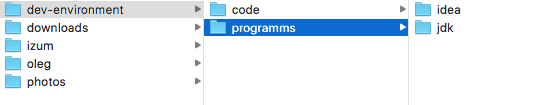 dev-environment
downloads
izum
oleg
photos
code
programms
idea
jdk